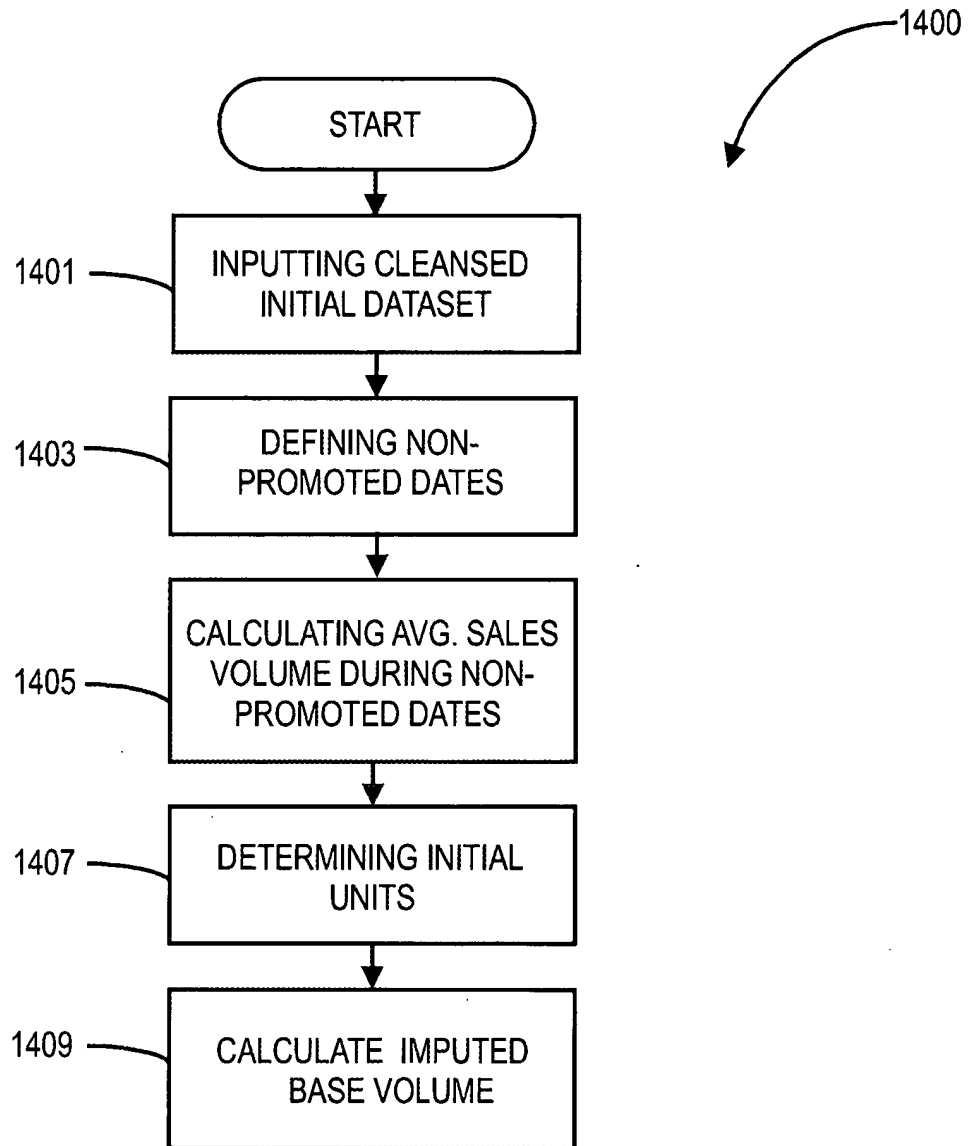 1400
START
1401
INPUTTING CLEANSED
INITIAL DATASET
1403
DEFINING NON-
PROMOTED DATES
1405
CALCULATING AVG. SALES
VOLUME DURING NON-
PROMOTED DATES
1407
DETERMINING INITIAL
UNITS
1409
CALCULATE IMPUTED
BASE VOLUME